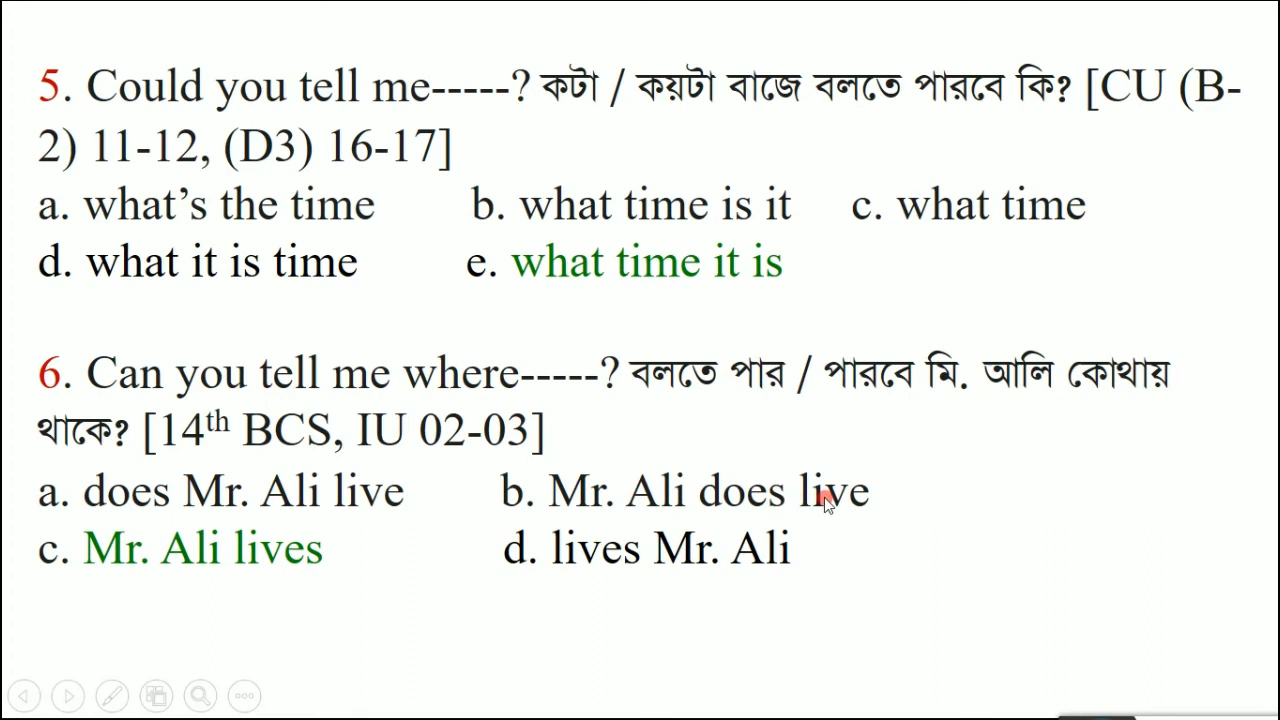 5. Could you tell me-----? কটা / কয়টা বাজে বলতে পারবে কি? [CU (B-
2) 11-12, (D3) 16-17]
a. what’s the time b. what time is it c. what time
d. what it is time e. what time it is
6. Can you tell me where-----? বলতে পার / পারবে মি. আলি কোথায়
থাকে? [14th BCS, IU 02-03]
a. does Mr. Ali live b. Mr. Ali does live
c. Mr. Ali lives d. lives Mr. Ali